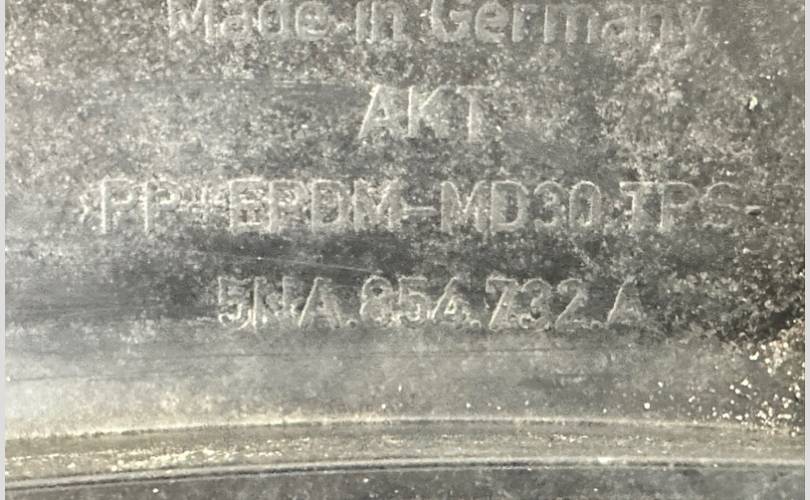 Made in Germany
AKT
>PP+EPDM-MD30.TPS-
5NA.854.732.A